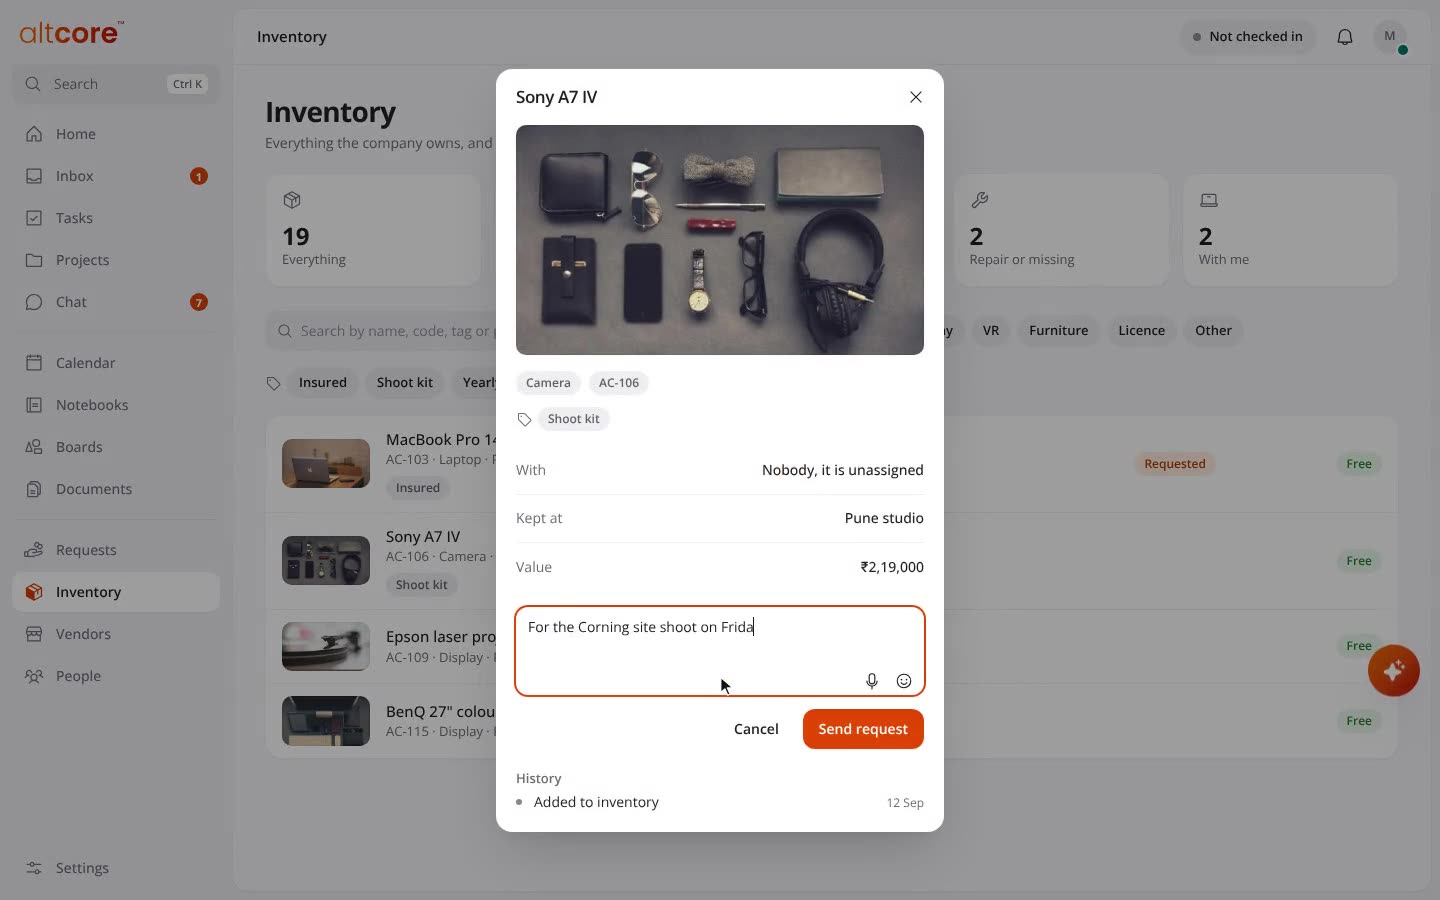 altcore™
Search
Ctrl K
Home
Inbox
1
Tasks
Projects
Chat
7
Calendar
Notebooks
Boards
Documents
Requests
Inventory
Vendors
People
Settings
Inventory
Not checked in
M
Inventory
Everything the company owns, and
19
Everything
2
Repair or missing
2
With me
Search by name, code, tag or
VR
Furniture
Licence
Other
Insured
Shoot kit
MacBook Pro
AC-103 · Laptop ·
Insured
Requested
Free
Sony A7 IV
AC-106 · Camera ·
Shoot kit
Free
Epson laser
AC-109 · Display ·
Free
BenQ 27"
AC-115 · Display ·
Free
Sony A7 IV
Camera
AC-106
Shoot kit
With
Nobody, it is unassigned
Kept at
Pune studio
Value
₹2,19,000
For the Corning site shoot on Frida
Cancel
Send request
History
Added to inventory
12 Sep